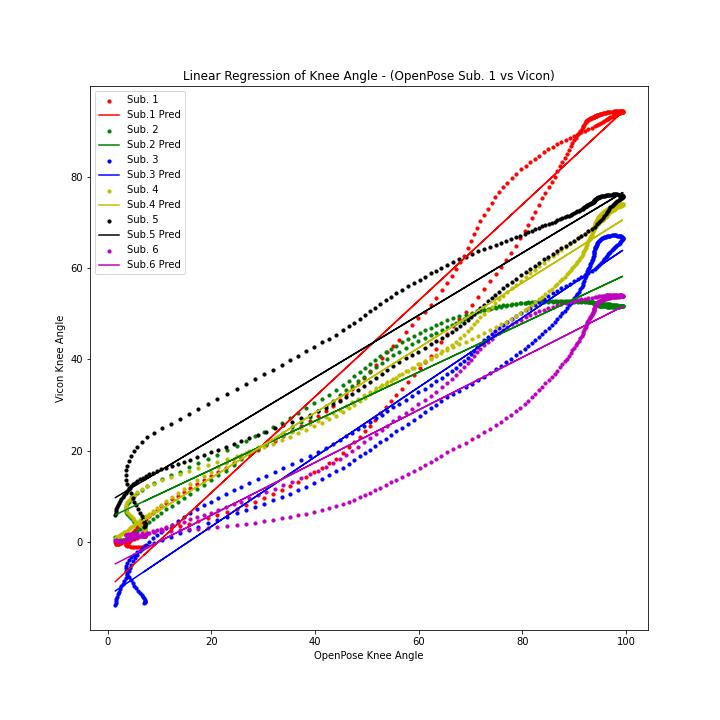 Linear Regression of Knee Angle - (OpenPose Sub. 1 vs Vicon)
Sub. 1
Sub.1 Pred
Sub. 2
Sub.2 Pred
Sub. 3
Sub.3 Pred
Sub. 4
Sub.4 Pred
Sub. 5
Sub.5 Pred
Sub. 6
Sub.6 Pred
Vicon Knee Angle
80
60
40
20
0
0 20 40 60 80 100
OpenPose Knee Angle